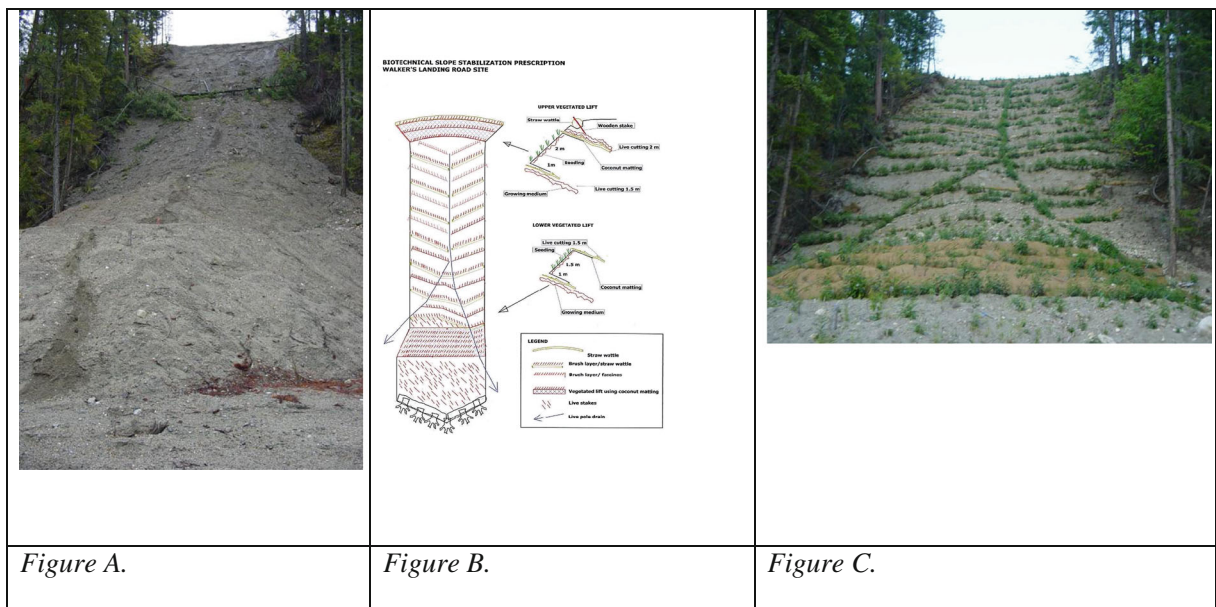 BIOTECHNICAL SLOPE STABILIZATION PRESCRIPTION
WALKER'S LANDING ROAD SITE
UPPER VEGETATED LIFT
Straw wattle
Wooden stake
Live cutting 2 m
2 m
Seeding
1m
Coconut matting
Growing medium
Live cutting 1.5 m
LOWER VEGETATED LIFT
Live cutting 1.5 m
Seeding
1.5 m
1 m
Coconut matting
Growing medium
LEGEND
Straw wattle
Brush layer/straw wattle
Brush layer/ fascines
Vegetated lift using coconut matting
Live stakes
Live pole drain
Figure A.
Figure B.
Figure C.